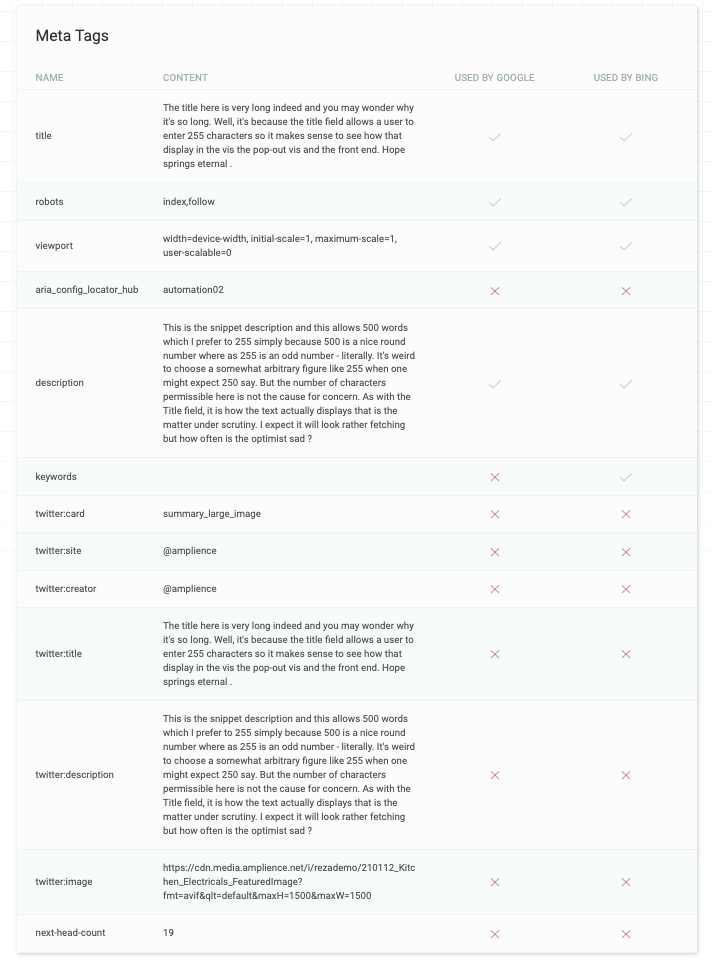 Meta Tags
NAME CONTENT USED BY GOOGLE USED BY BING
The title here is very long indeed and you may wonder why
it's so long. Well, it's because the title field allows a user to
title enter 255 characters so it makes sense to see how that
display in the vis the pop-out vis and the front end. Hope
springs eternal .
robots index,follow
viewport width=device-width, initial-scale=1, maximum-scale=1,
user-scalable=0
aria_config_locator_hub automation02
This is the snippet description and this allows 500 words
which I prefer to 255 simply because 500 is a nice round
number where as 255 is an odd number - literally. It's weird
to choose a somewhat arbitrary figure like 255 when one
description might expect 250 say. But the number of characters
permissible here is not the cause for concern. As with the
Title field, it is how the text actually displays that is the
matter under scrutiny. I expect it will look rather fetching
but how often is the optimist sad ?
keywords
twitter:card summary_large_image
twitter:site @amplience
twitter:creator @amplience
The title here is very long indeed and you may wonder why
it's so long. Well, it's because the title field allows a user to
twitter:title enter 255 characters so it makes sense to see how that
display in the vis the pop-out vis and the front end. Hope
springs eternal .
This is the snippet description and this allows 500 words
which I prefer to 255 simply because 500 is a nice round
number where as 255 is an odd number - literally. It's weird
to choose a somewhat arbitrary figure like 255 when one
twitter:description might expect 250 say. But the number of characters
permissible here is not the cause for concern. As with the
Title field, it is how the text actually displays that is the
matter under scrutiny. I expect it will look rather fetching
but how often is the optimist sad ?
https://cdn.media.amplience.net/i/rezademo/210112_Kitc
twitter:image hen_Electricals_FeaturedImage?
fmt=avif&qlt=default&maxH=1500&maxW=1500
next-head-count 19